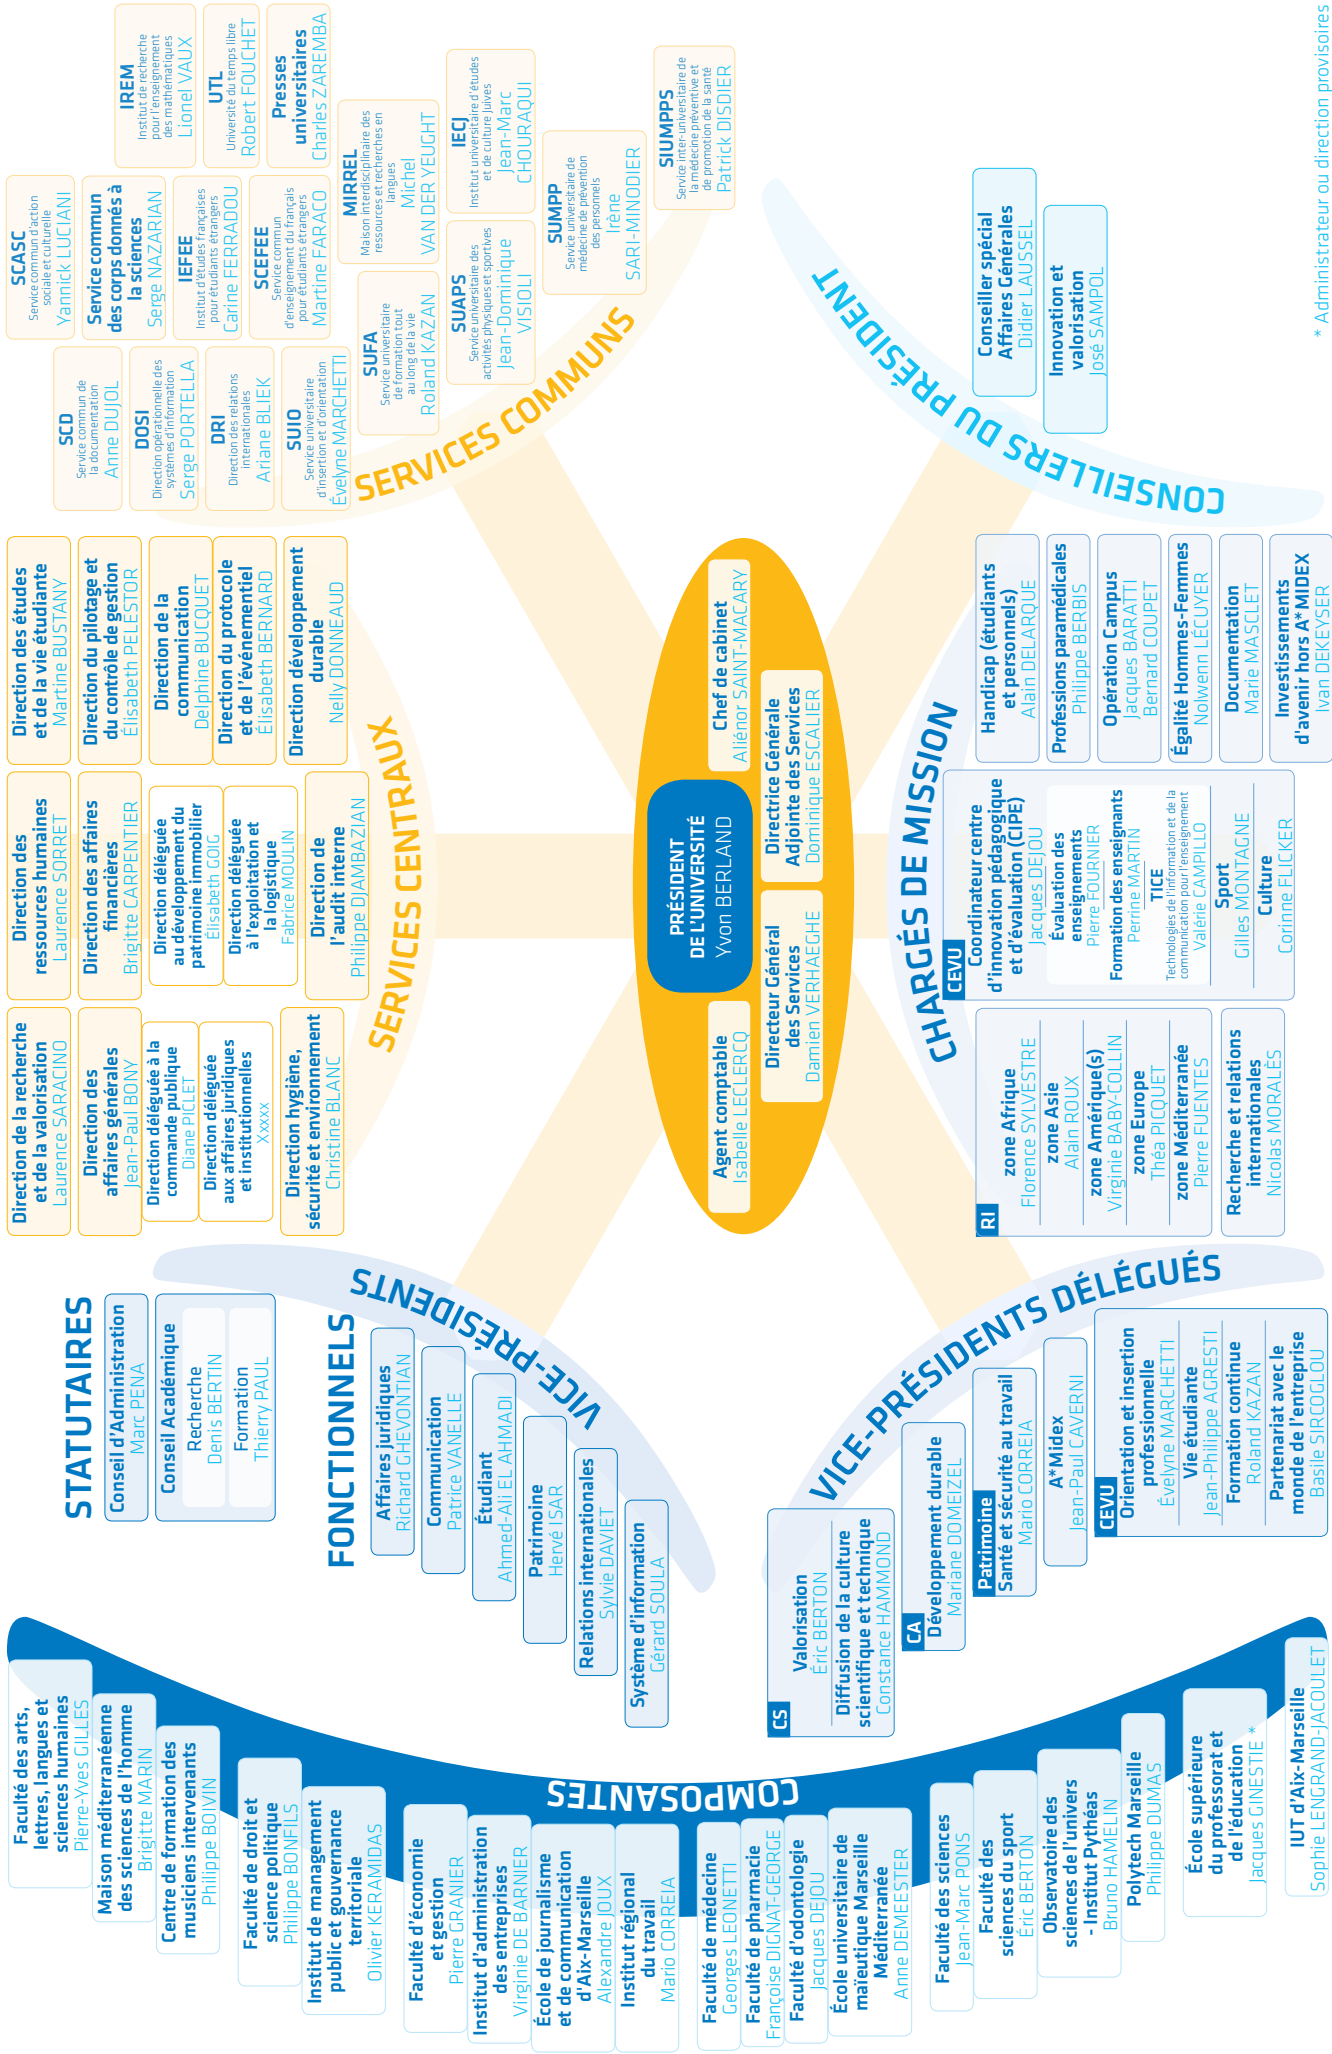 COMPOSANTES
Faculté des arts,
lettres, langues et
sciences humaines
Pierre-Yves GILLES
Maison méditerranéenne
des sciences de l'homme
Brigitte MARIN
Centre de formation des
musiciens intervenants
Philippe BOIVIN
Faculté de droit et
science politique
Philippe BONFILS
Institut de management
public et gouvernance
territoriale
Olivier KERAMIDAS
Faculté d'économie
et gestion
Pierre GRANIER
Institut d'administration
des entreprises
Virginie DE BARNIER
École de journalisme
et de communication
d'Aix-Marseille
Alexandre JOUX
Institut régional
du travail
Mario CORREIA
Faculté de médecine
Georges LEONETTI
Faculté de pharmacie
Françoise DIGNAT-GEORGE
Faculté d'odontologie
Jacques DEJOU
École universitaire de
maïeutique Marseille
Méditerranée
Anne DEMEESTER
Faculté des sciences
Jean-Marc PONS
Faculté des
sciences du sport
Éric BERTON
Observatoire des
sciences de l'univers
- Institut Pythéas
Bruno HAMELIN
Polytech Marseille
Philippe DUMAS
École supérieure
du professorat et
de l'éducation
Jacques GINESTIE *
IUT d'Aix-Marseille
Sophie LENGRAND-JACOULET
VICE-PRÉSIDENTS
STATUTAIRES
Conseil d'Administration
Marc PENA
Conseil Académique
Recherche
Denis BERTIN
Formation
Thierry PAUL
FONCTIONNELS
Affaires juridiques
Richard GHEVONTIAN
Communication
Patrice VANELLE
Étudiant
Ahmed-Ali EL AHMADI
Patrimoine
Hervé ISAR
Relations internationales
Sylvie DAVIET
Système d'information
Gérard SOULA
VICE-PRÉSIDENTS DÉLÉGUÉS
CS
Valorisation
Éric BERTON
Diffusion de la culture
scientifique et technique
Constance HAMMOND
CA
Développement durable
Mariane DOMEIZEL
Patrimoine
Santé et sécurité au travail
Mario CORREIA
A*Midex
Jean-Paul CAVERNI
CEVU
Orientation et insertion
professionnelle
Évelyne MARCHETTI
Vie étudiante
Jean-Philippe AGRESTI
Formation continue
Roland KAZAN
Partenariat avec le
monde de l'entreprise
Basile SIRCOGLOU
SERVICES CENTRAUX
Direction de la recherche
et de la valorisation
Laurence SARACINO
Direction des
affaires générales
Jean-Paul BONY
Direction déléguée à la
commande publique
Diane PICLET
Direction déléguée
aux affaires juridiques
et institutionnelles
Xxxxx
Direction hygiène,
sécurité et environnement
Christine BLANC
Direction des
ressources humaines
Laurence SORRET
Direction des affaires
financières
Brigitte CARPENTIER
Direction déléguée
au développement du
patrimoine immobilier
Élisabeth GOIG
Direction déléguée
à l'exploitation et
la logistique
Fabrice MOULIN
Direction de
l'audit interne
Philippe DJAMBAZIAN
Direction des études
et de la vie étudiante
Martine BUSTANY
Direction du pilotage et
du contrôle de gestion
Élisabeth PELESTOR
Direction de la
communication
Delphine BUCQUET
Direction du protocole
et de l'événementiel
Élisabeth BERNARD
Direction développement
durable
Nelly DONNEAUD
PRÉSIDENT
DE L'UNIVERSITÉ
Yvon BERLAND
Agent comptable
Isabelle LECLERCQ
Chef de cabinet
Aliénor SAINT-MACARY
Directeur Général
des Services
Damien VERHAEGHE
Directrice Générale
Adjointe des Services
Dominique ESCALIER
CHARGÉS DE MISSION
RI
zone Afrique
Florence SYLVESTRE
zone Asie
Alain ROUX
zone Amérique(s)
Virginie BABY-COLLIN
zone Europe
Théa PICQUET
zone Méditerranée
Pierre FUENTES
Recherche et relations
internationales
Nicolas MORALÈS
CEVU
Coordinateur centre
d'innovation pédagogique
et d'évaluation (CIPE)
Jacques DEJOU
Évaluation des
enseignements
Pierre FOURNIER
Formation des enseignants
Perrine MARTIN
TICE
Technologies de l'information et de la
communication pour l'enseignement
Valérie CAMPILLO
Sport
Gilles MONTAGNE
Culture
Corinne FLICKER
Handicap (étudiants
et personnels)
Alain DELARQUE
Professions paramédicales
Philippe BERBIS
Opération Campus
Jacques BARATTI
Bernard COUPET
Égalité Hommes-Femmes
Nolwenn LÉCUYER
Documentation
Marie MASCLET
Investissements
d'avenir hors A*MIDEX
Ivan DEKEYSER
SERVICES COMMUNS
SCD
Service commun de
la documentation
Anne DUJOL
DOSI
Direction opérationnelle des
systèmes d'information
Serge PORTELLA
DRI
Direction des relations
internationales
Ariane BLIEK
SUIO
Service universitaire
d'insertion et d'orientation
Évelyne MARCHETTI
SUFA
Service universitaire
de formation tout
au long de la vie
Roland KAZAN
SUAPS
Service universitaire des
activités physiques et sportives
Jean-Dominique
VISIOLI
SCASC
Service commun d'action
sociale et culturelle
Yannick LUCIANI
Service commun
des corps donnés à
la sciences
Serge NAZARIAN
IEFEE
Institut d'études françaises
pour étudiants étrangers
Carine FERRADOU
SCEFEE
Service commun
d'enseignement du français
pour étudiants étrangers
Martine FARACO
MIRREL
Maison interdisciplinaire des
ressources et recherches en
langues
Michel
VAN DER YEUGHT
IECJ
Institut universitaire d'études
et de culture Juives
Jean-Marc
CHOURAQUI
SUMPP
Service universitaire de
médecine de prévention
des personnels
Irène
SARI-MINODIER
SIUMPPS
Service inter-universitaire de
la médecine préventive et
de promotion de la santé
Patrick DISDIER
IREM
Institut de recherche
pour l'enseignement
des mathématiques
Lionel VAUX
UTL
Université du temps libre
Robert FOUCHET
Presses
universitaires
Charles ZAREMBA
CONSEILLERS DU PRÉSIDENT
Conseiller spécial
Affaires Générales
Didier LAUSSEL
Innovation et
valorisation
José SAMPOL
* Administrateur ou direction provisoires